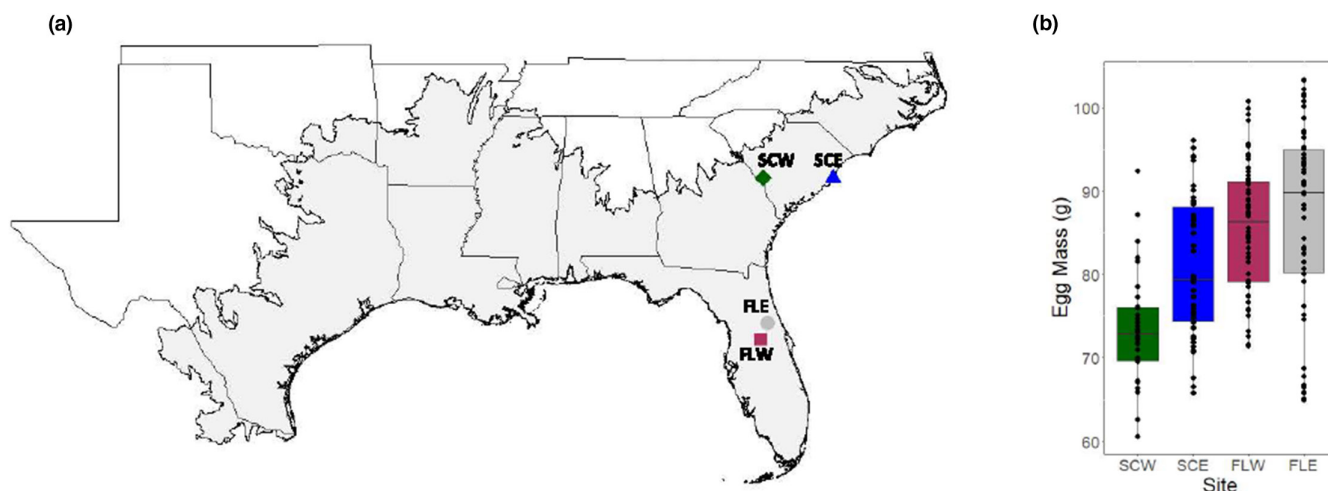 (a)
SCW SCE
FLE
FLW
(b)
Egg Mass (g)
100
90
80
70
60
SCW SCE FLW FLE
Site